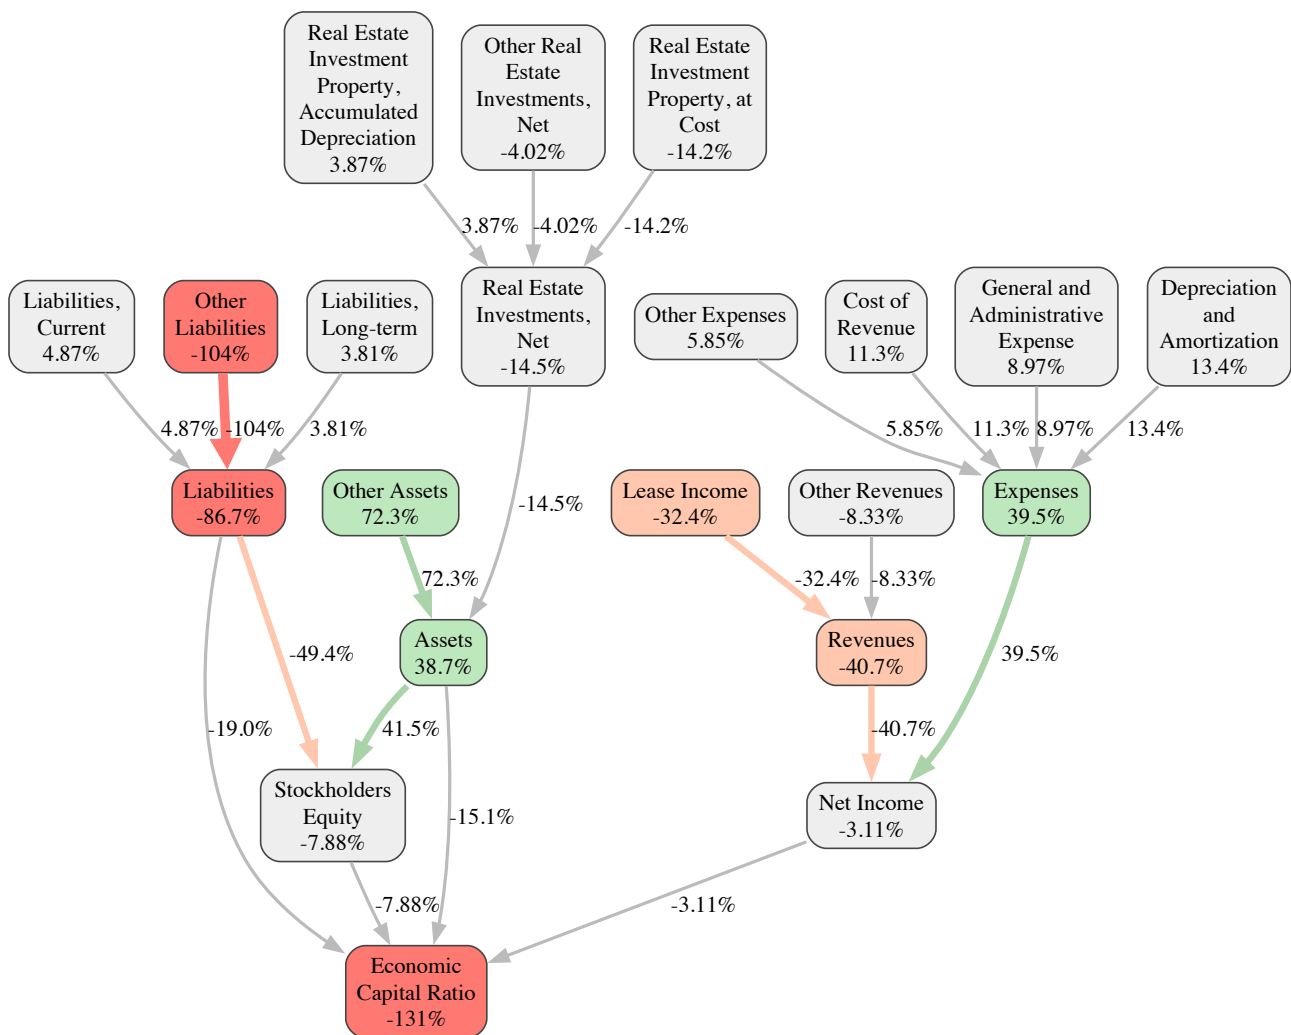 Real Estate
Investment
Property,
Accumulated
Depreciation
3.87%
Other Real
Estate
Investments,
Net
-4.02%
Real Estate
Investment
Property, at
Cost
-14.2%
3.87%
-4.02%
-14.2%
Liabilities,
Current
4.87%
Other
Liabilities
-104%
Liabilities,
Long-term
3.81%
Real Estate
Investments,
Net
-14.5%
Other Expenses
5.85%
Cost of
Revenue
11.3%
General and
Administrative
Expense
8.97%
Depreciation
and
Amortization
13.4%
4.87%
-104%
3.81%
5.85%
11.3%
8.97%
13.4%
Liabilities
-86.7%
Other Assets
72.3%
-14.5%
Lease Income
-32.4%
Other Revenues
-8.33%
Expenses
39.5%
72.3%
-32.4%
-8.33%
-49.4%
Assets
38.7%
Revenues
-40.7%
39.5%
-19.0%
41.5%
-40.7%
Stockholders
Equity
-7.88%
-15.1%
Net Income
-3.11%
-7.88%
-3.11%
Economic
Capital Ratio
-131%